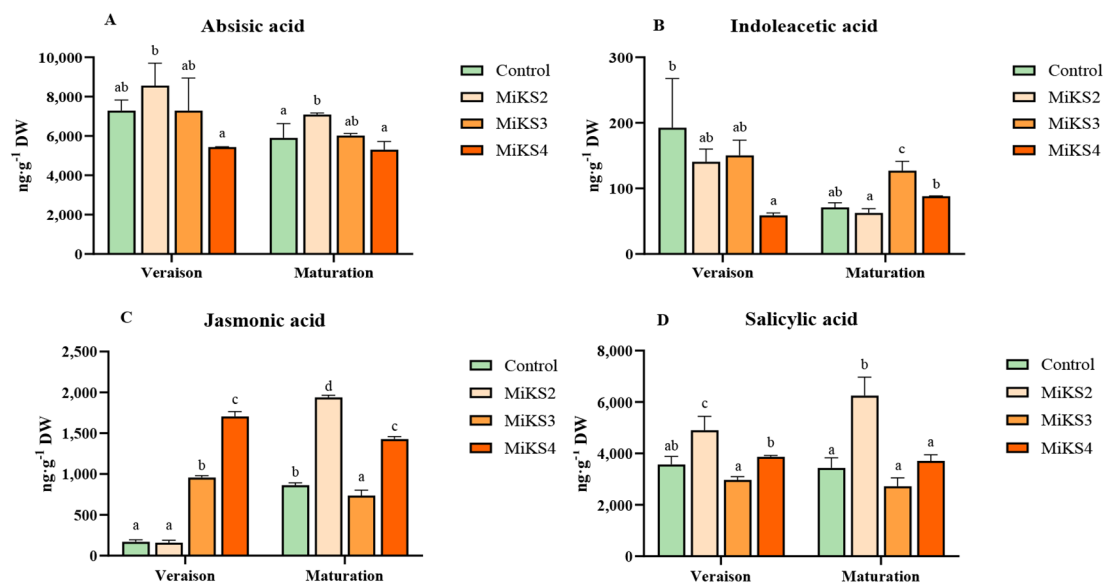 A
Absisic acid
10,000
8,000
6,000
4,000
2,000
0
ng·g-1 DW
ab
b
ab
a
a
b
ab
a
Veraison
Maturation
Control
MiKS2
MiKS3
MiKS4
B
Indoleacetic acid
300
200
100
0
ng·g-1 DW
b
ab
ab
a
ab
a
c
b
Veraison
Maturation
Control
MiKS2
MiKS3
MiKS4
C
Jasmonic acid
2,500
2,000
1,500
1,000
500
0
ng·g-1 DW
a
a
b
c
b
d
a
c
Veraison
Maturation
Control
MiKS2
MiKS3
MiKS4
D
Salicylic acid
8,000
6,000
4,000
2,000
0
ng·g-1 DW
ab
c
a
b
a
b
a
a
Veraison
Maturation
Control
MiKS2
MiKS3
MiKS4